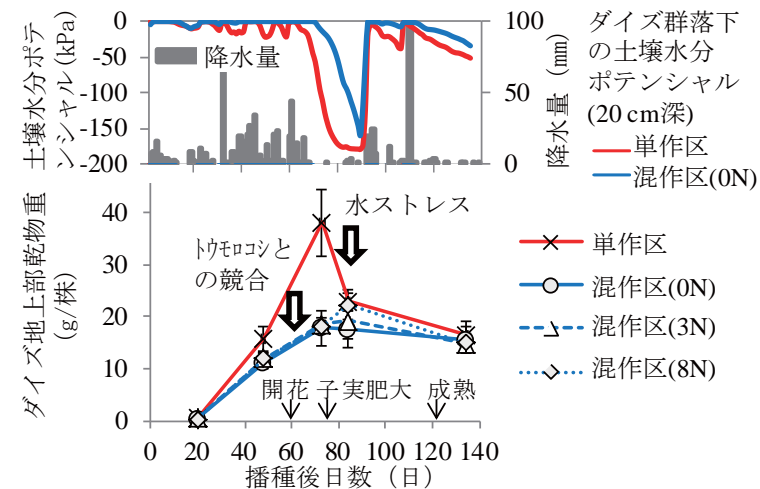 土壌水分ポテ
ンシャル(kPa)
0
-50
-100
-150
-200
降水量
100
50
0
降水量（mm）
ダイズ群落下
の土壌水分
ポテンシャル
(20 cm深)
単作区
混作区(0N)
ダイズ地上部乾物重
（g/株）
40
30
20
10
0
ﾄｳﾓﾛｺｼと
の競合
水ストレス
開花 子実肥大 成熟
0 20 40 60 80 100 120 140
播種後日数（日）
単作区
混作区(0N)
混作区(3N)
混作区(8N)